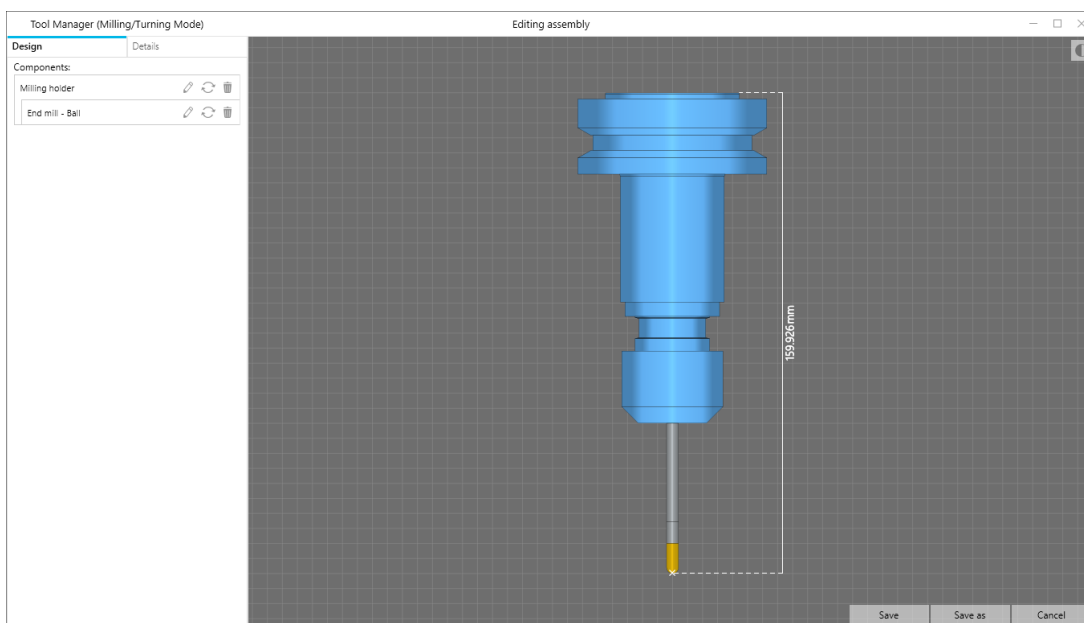 Tool Manager (Milling/Turning Mode)
Editing assembly
Design
Details
Components:
Milling holder
End mill - Ball
159.926mm
Save
Save as
Cancel